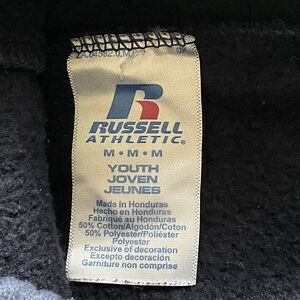 RUSSELL
ATHLETIC®
M • M • M
YOUTH
JOVEN
JEUNES
Made in Honduras
Hecho en Honduras
Fabriqué au Honduras
50% Cotton/Algodón/Coton
50% Polyester/Poliéster
Polyester
Exclusive of decoration
Excepto decoración
Garniture non comprise